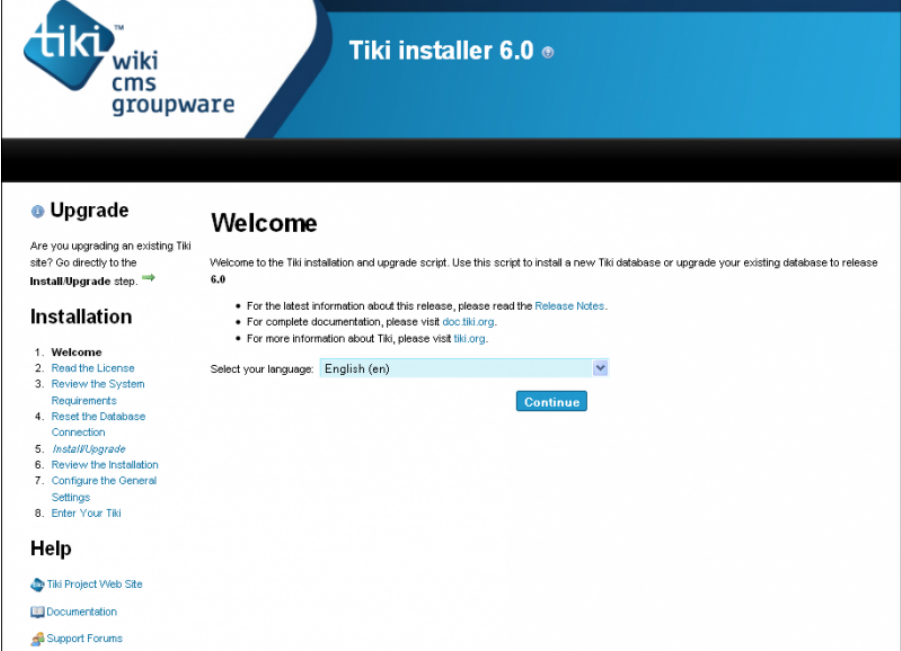 tiki™
wiki
cms
groupware
Tiki installer 6.0
Upgrade
Are you upgrading an existing Tiki
site? Go directly to the
Install/Upgrade step.
Installation
1. Welcome
2. Read the License
3. Review the System
Requirements
4. Reset the Database
Connection
5. Install/Upgrade
6. Review the Installation
7. Configure the General
Settings
8. Enter Your Tiki
Help
Tiki Project Web Site
Documentation
Support Forums
Welcome
Welcome to the Tiki installation and upgrade script. Use this script to install a new Tiki database or upgrade your existing database to release
6.0
• For the latest information about this release, please read the Release Notes.
• For complete documentation, please visit doc.tiki.org.
• For more information about Tiki, please visit tiki.org.
Select your language: English (en)
Continue